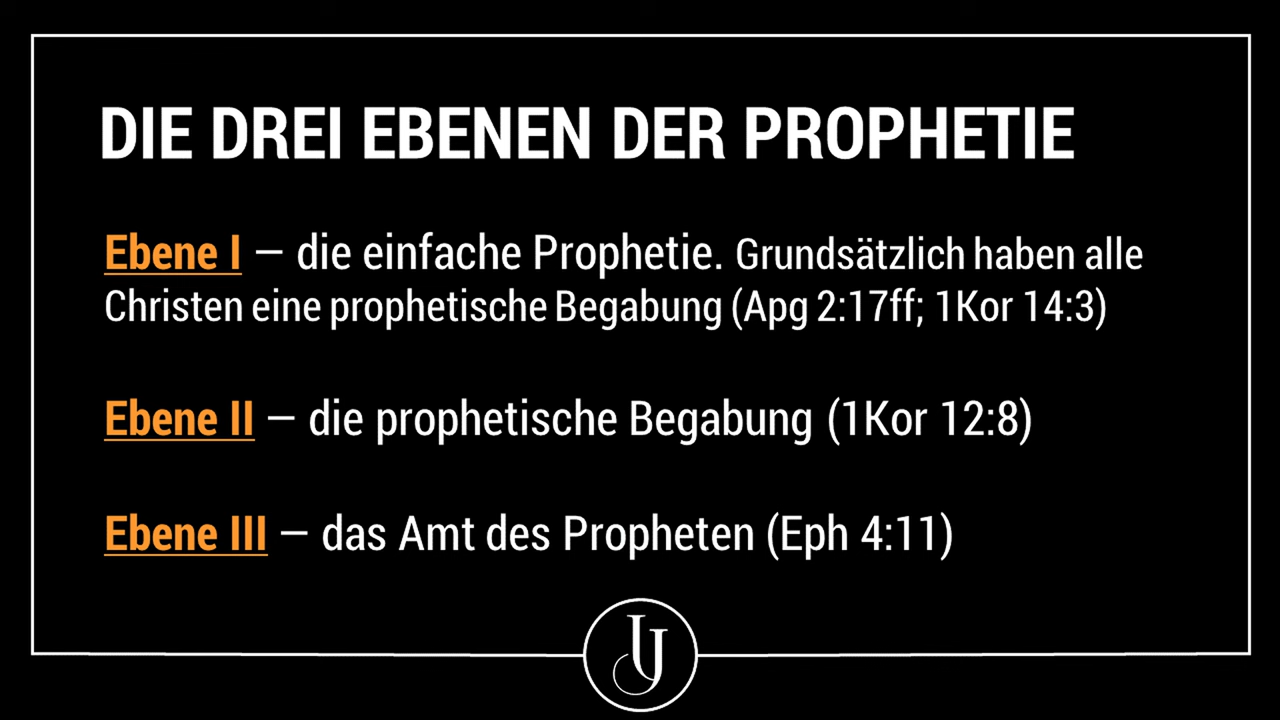 DIE DREI EBENEN DER PROPHETIE
Ebene I – die einfache Prophetie. Grundsätzlich haben alle
Christen eine prophetische Begabung (Apg 2:17ff; 1Kor 14:3)
Ebene II – die prophetische Begabung (1Kor 12:8)
Ebene III – das Amt des Propheten (Eph 4:11)